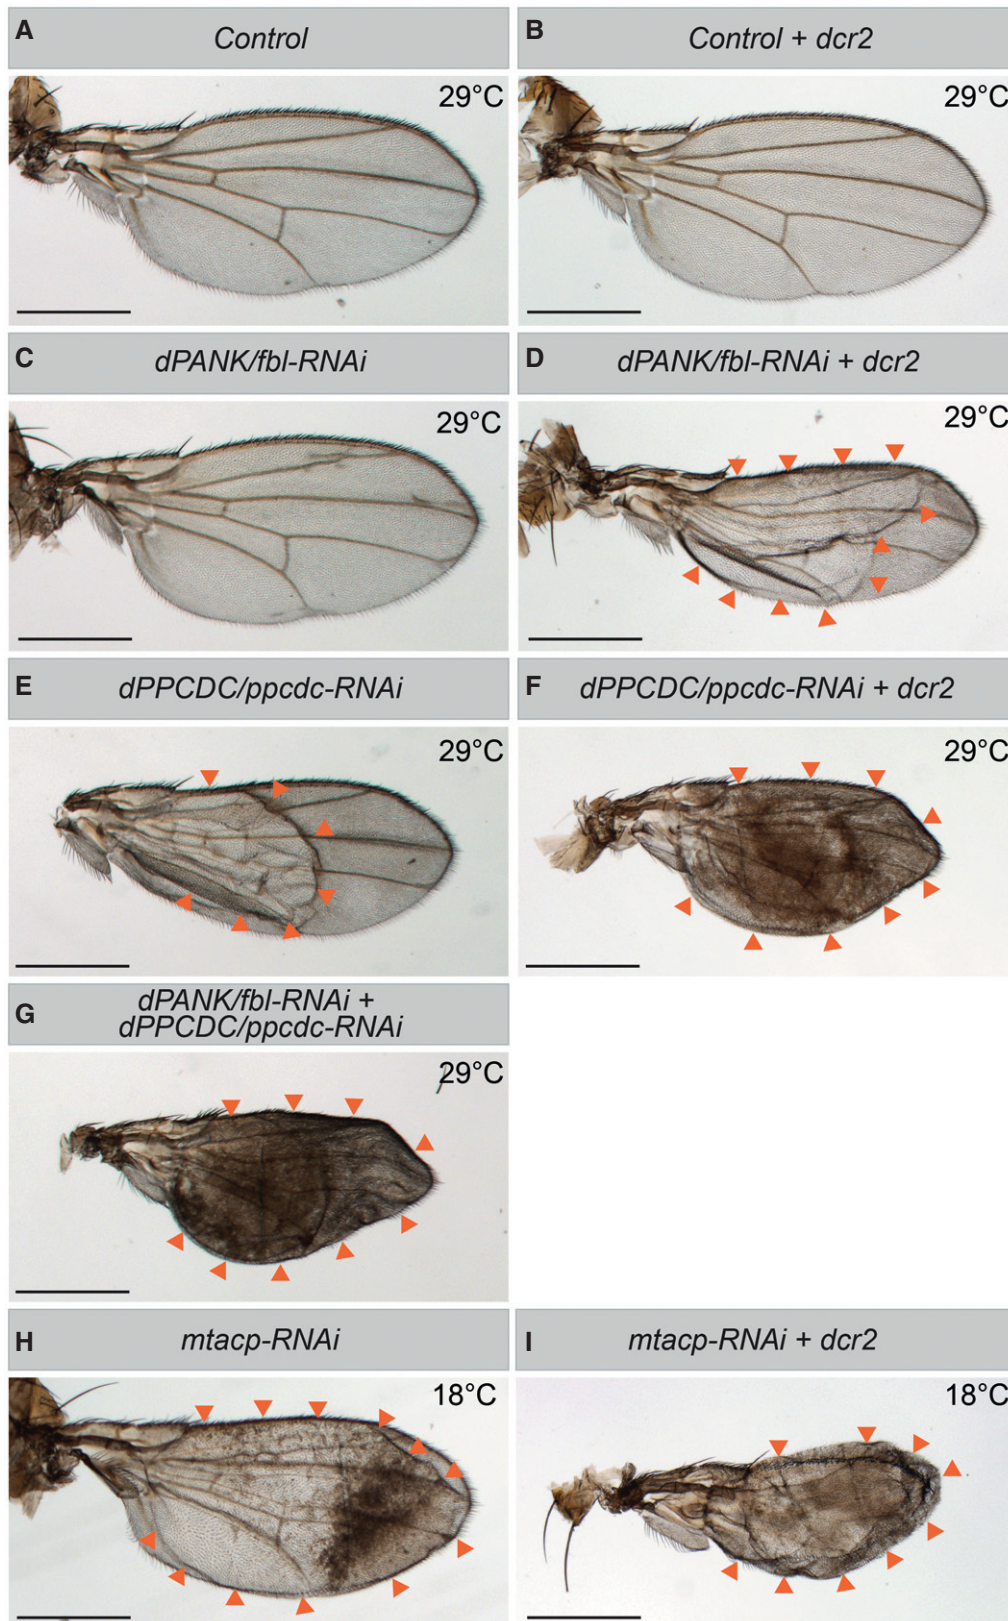 A
Control
29°C
B
Control + dcr2
29°C
C
dPANK/fbl-RNAi
29°C
D
dPANK/fbl-RNAi + dcr2
29°C
E
dPPCDC/ppcdc-RNAi
29°C
F
dPPCDC/ppcdc-RNAi + dcr2
29°C
G
dPANK/fbl-RNAi +
dPPCDC/ppcdc-RNAi
29°C
H
mtacp-RNAi
18°C
I
mtacp-RNAi + dcr2
18°C